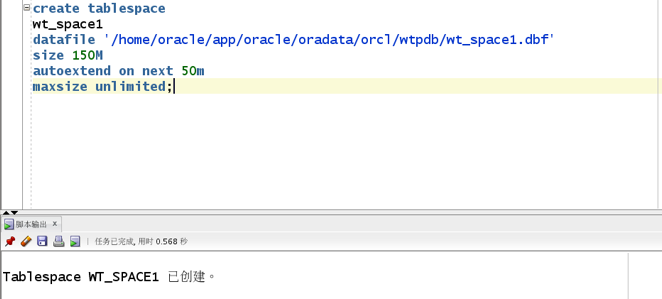 create tablespace
wt_space1
datafile '/home/oracle/app/oracle/oradata/orcl/wtpdb/wt_space1.dbf'
size 150M
autoextend on next 50m
maxsize unlimited;
脚本输出 ×
任务已完成, 用时 0.568 秒
Tablespace WT_SPACE1 已创建。